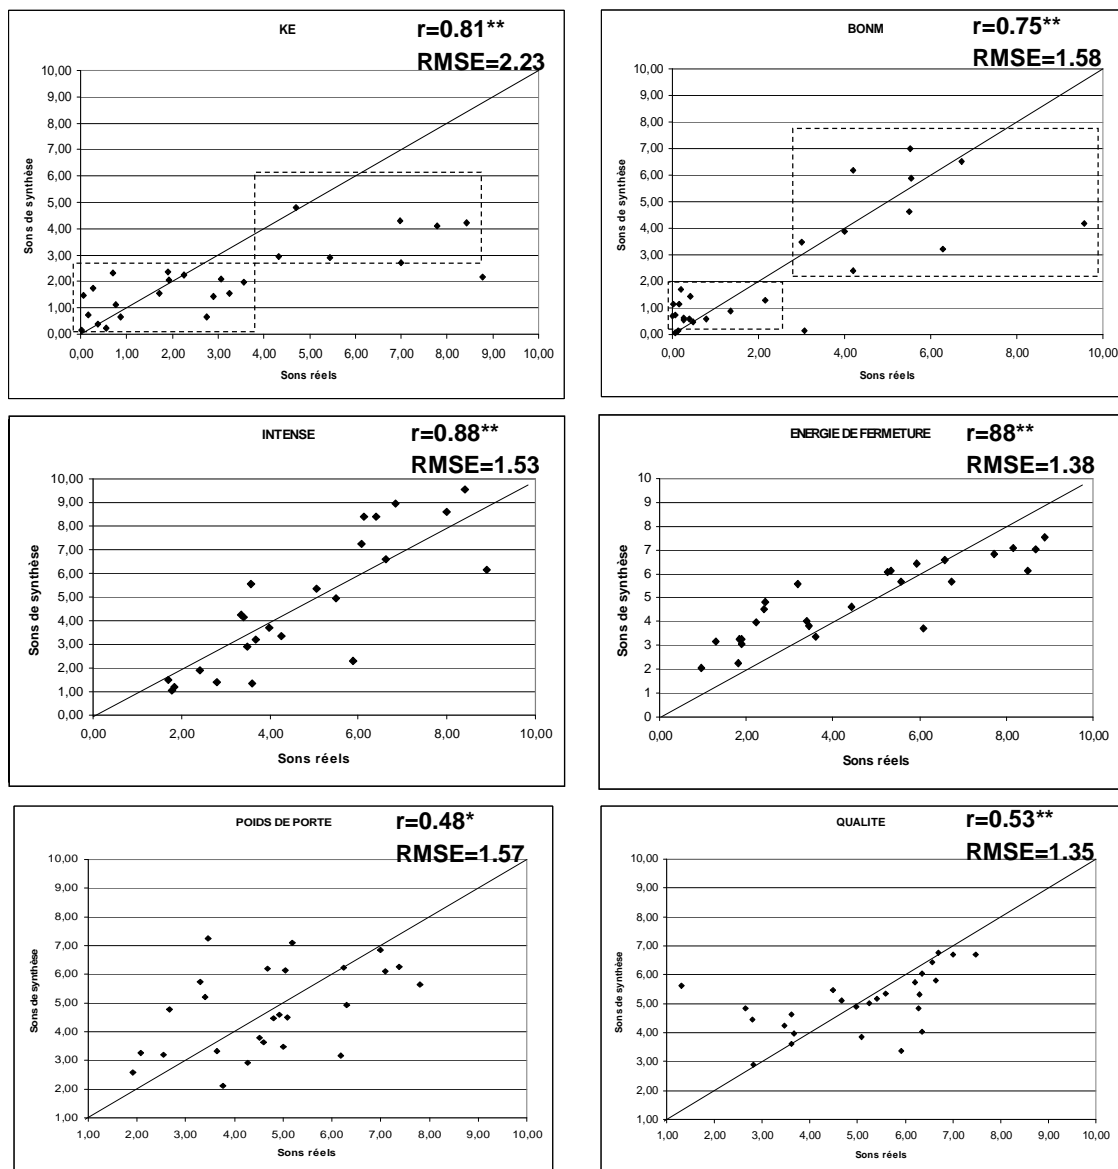 KE
r=0.81**
RMSE=2.23
10,00
9,00
8,00
7,00
6,00
5,00
4,00
3,00
2,00
1,00
0,00
Sons de synthèse
0,00 1,00 2,00 3,00 4,00 5,00 6,00 7,00 8,00 9,00 10,00
Sons réels
BONM
r=0.75**
RMSE=1.58
10,00
9,00
8,00
7,00
6,00
5,00
4,00
3,00
2,00
1,00
0,00
Sons de synthèse
0,00 2,00 4,00 6,00 8,00 10,00
Sons réels
INTENSE
r=0.88**
RMSE=1.53
10,00
9,00
8,00
7,00
6,00
5,00
4,00
3,00
2,00
1,00
0,00
Sons de synthèse
0,00 2,00 4,00 6,00 8,00 10,00
Sons réels
ENERGIE DE FERMETURE
r=88**
RMSE=1.38
10
9
8
7
6
5
4
3
2
1
0
Sons de synthèse
0,00 2,00 4,00 6,00 8,00 10,00
Sons réels
POIDS DE PORTE
r=0.48*
RMSE=1.57
10,00
9,00
8,00
7,00
6,00
5,00
4,00
3,00
2,00
1,00
Sons de synthèse
1,00 2,00 3,00 4,00 5,00 6,00 7,00 8,00 9,00 10,00
Sons réels
QUALITE
r=0.53**
RMSE=1.35
10,00
9,00
8,00
7,00
6,00
5,00
4,00
3,00
2,00
1,00
Sons de synthèse
1,00 2,00 3,00 4,00 5,00 6,00 7,00 8,00 9,00 10,00
Sons réels